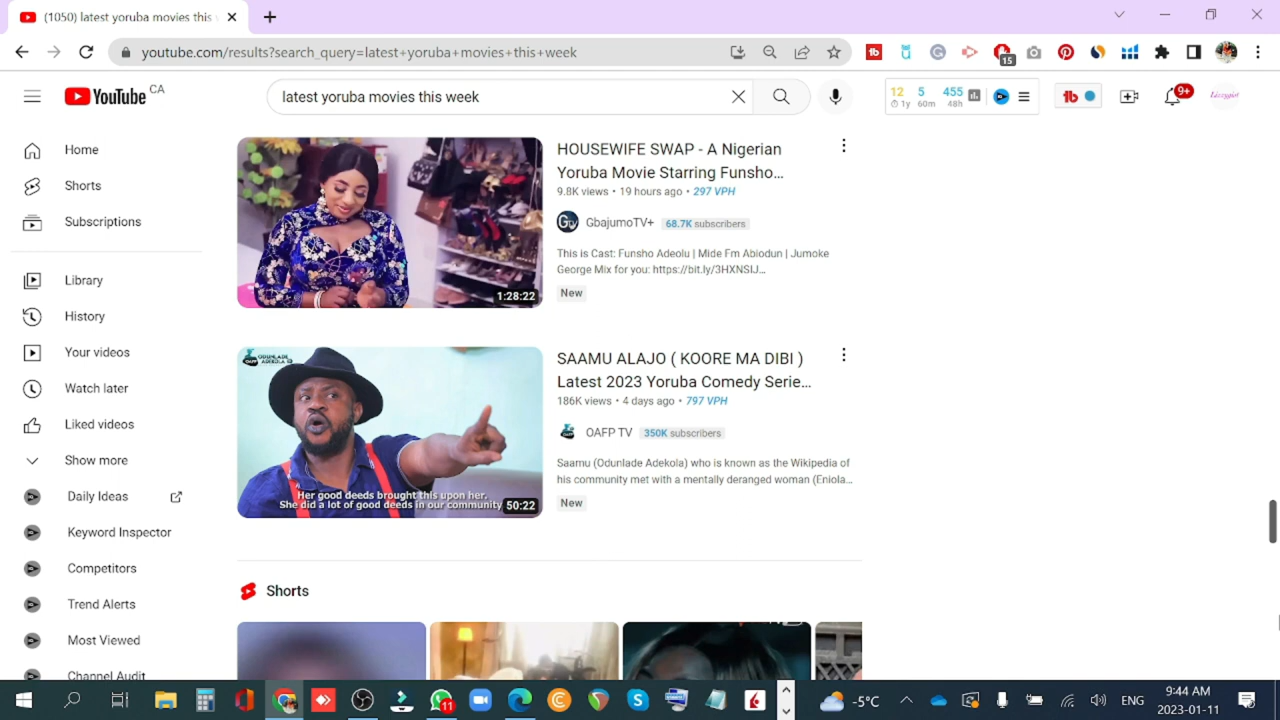 (1050) latest yoruba movies this
youtube.com/results?search_query=latest+yoruba+movies+this+week
15
YouTube CA
latest yoruba movies this week
12 5 455
1y 60m 48h
9+
Lizzygist
Home
Shorts
Subscriptions
Library
History
Your videos
Watch later
Liked videos
Show more
Daily Ideas
Keyword Inspector
Competitors
Trend Alerts
Most Viewed
Channel Audit
1:28:22
HOUSEWIFE SWAP - A Nigerian
Yoruba Movie Starring Funsho...
9.8K views • 19 hours ago • 297 VPH
GbajumoTV+ 68.7K subscribers
This is Cast: Funsho Adeolu | Mide Fm Abiodun | Jumoke
George Mix for you: https://bit.ly/3HXNSIJ...
New
ODUNLADE
ADEKOLA
OAFP
Her good deeds brought this upon her.
She did a lot of good deeds in our community
50:22
SAAMU ALAJO ( KOORE MA DIBI )
Latest 2023 Yoruba Comedy Serie...
186K views • 4 days ago • 797 VPH
OAFP TV 350K subscribers
Saamu (Odunlade Adekola) who is known as the Wikipedia of
his community met with a mentally deranged woman (Eniola...
New
Shorts
11
-5°C
ENG
9:44 AM
2023-01-11